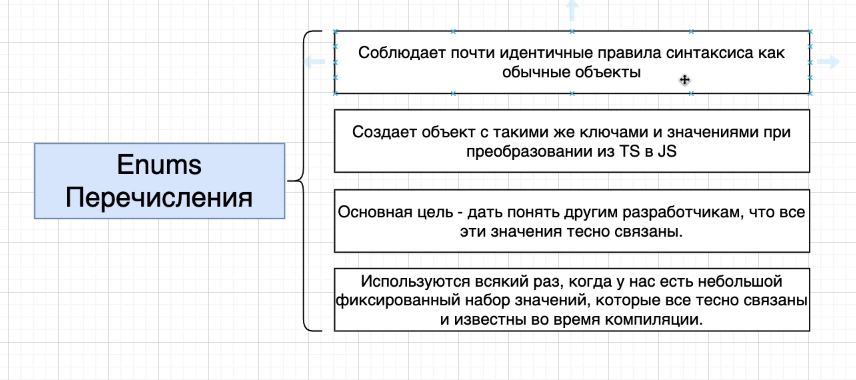 Enums
Перечисления
Соблюдает почти идентичные правила синтаксиса как
обычные объекты
Создает объект с такими же ключами и значениями при
преобразовании из TS в JS
Основная цель - дать понять другим разработчикам, что все
эти значения тесно связаны.
Используются всякий раз, когда у нас есть небольшой
фиксированный набор значений, которые все тесно связаны
и известны во время компиляции.